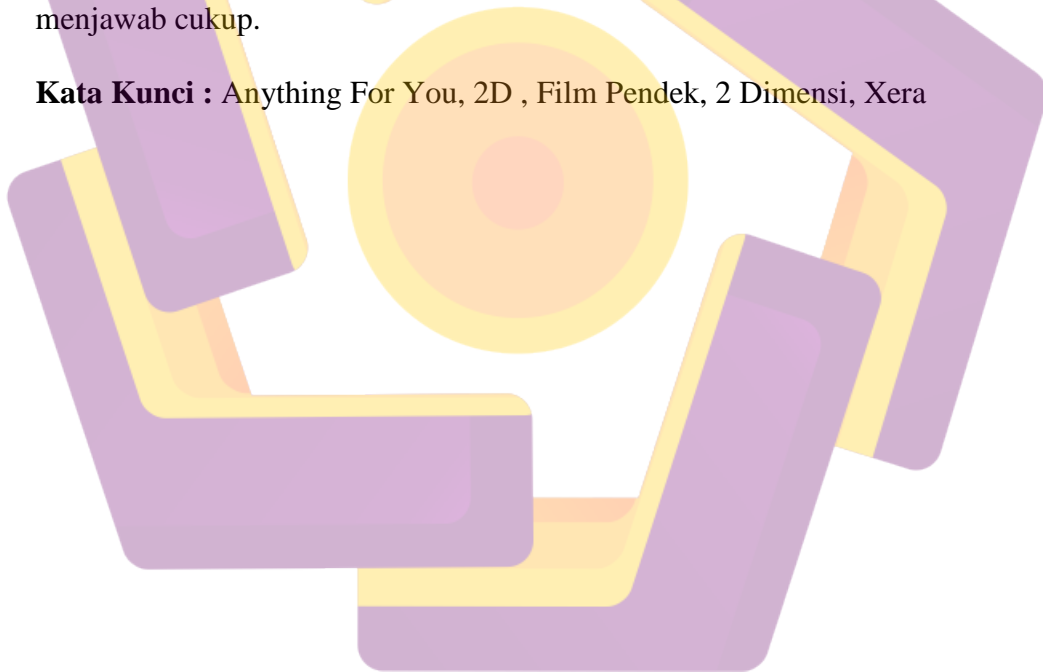 menjawab cukup.
Kata Kunci : Anything For You, 2D , Film Pendek, 2 Dimensi, Xera